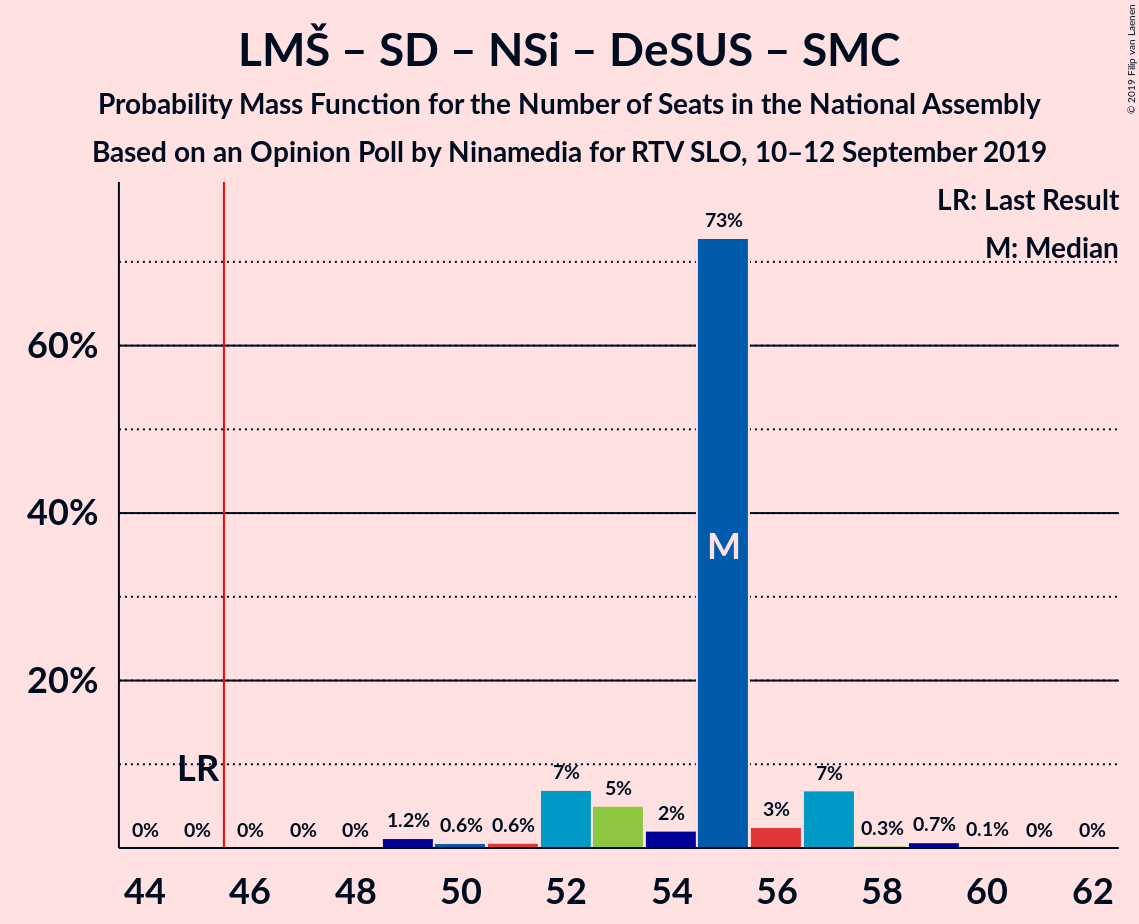 LMŠ – SD – NSi – DeSUS – SMC
Probability Mass Function for the Number of Seats in the National Assembly
Based on an Opinion Poll by Ninamedia for RTV SLO, 10–12 September 2019
© 2019 Filip van Laenen
LR: Last Result
M: Median
60%
40%
20%
LR
M
0% 0% 0% 0% 0% 1.2% 0.6% 0.6% 7% 5% 2% 73% 3% 7% 0.3% 0.7% 0.1% 0% 0%
44 46 48 50 52 54 56 58 60 62